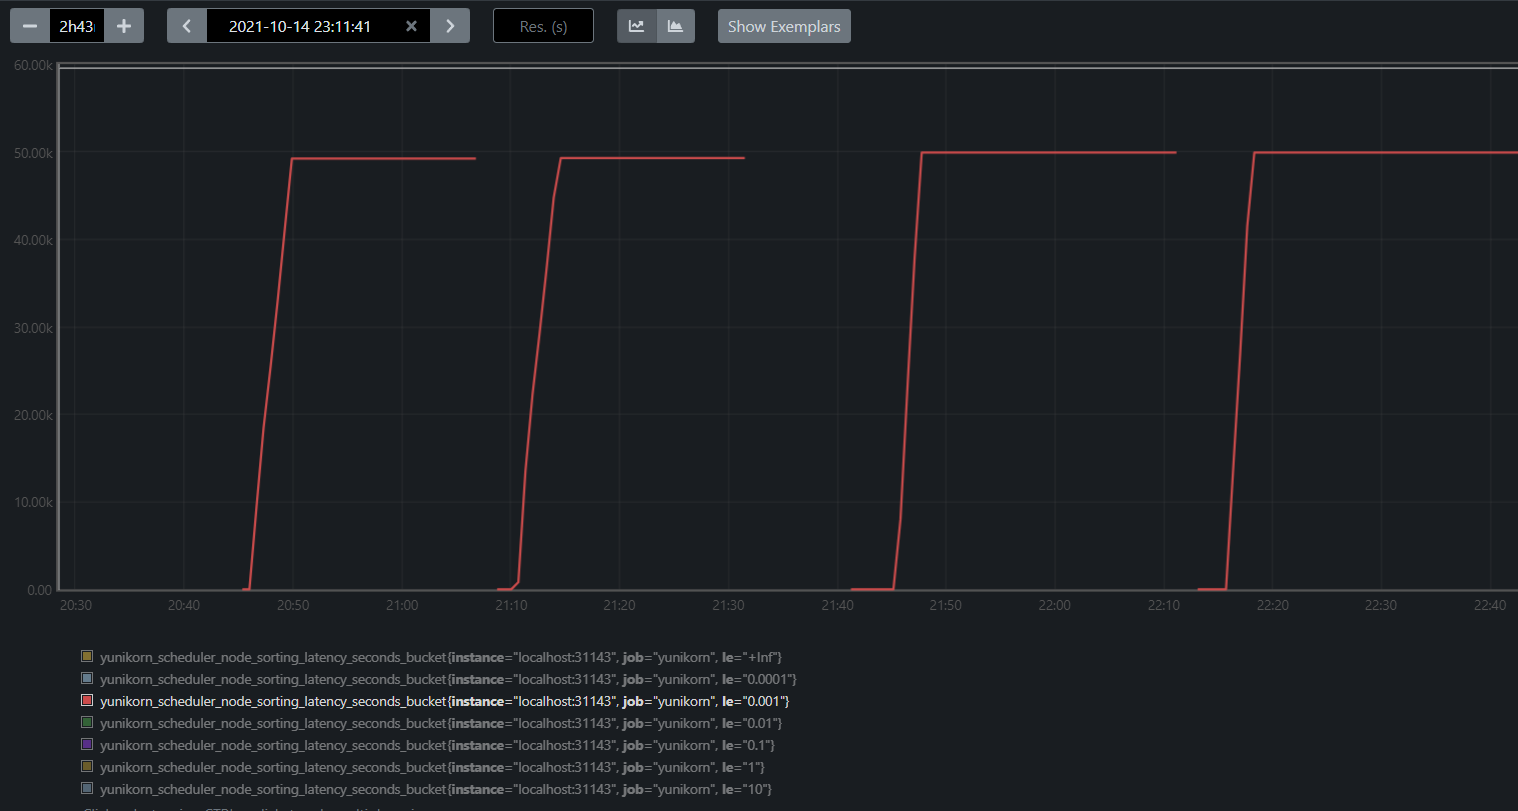 2h43
2021-10-14 23:11:41
Res. (s)
Show Exemplars
60.00k
50.00k
40.00k
30.00k
20.00k
10.00k
0.00
20:30 20:40 20:50 21:00 21:10 21:20 21:30 21:40 21:50 22:00 22:10 22:20 22:30 22:40
yunikorn_scheduler_node_sorting_latency_seconds_bucket{instance="localhost:31143", job="yunikorn", le="+Inf"}
yunikorn_scheduler_node_sorting_latency_seconds_bucket{instance="localhost:31143", job="yunikorn", le="0.0001"}
yunikorn_scheduler_node_sorting_latency_seconds_bucket{instance="localhost:31143", job="yunikorn", le="0.001"}
yunikorn_scheduler_node_sorting_latency_seconds_bucket{instance="localhost:31143", job="yunikorn", le="0.01"}
yunikorn_scheduler_node_sorting_latency_seconds_bucket{instance="localhost:31143", job="yunikorn", le="0.1"}
yunikorn_scheduler_node_sorting_latency_seconds_bucket{instance="localhost:31143", job="yunikorn", le="1"}
yunikorn_scheduler_node_sorting_latency_seconds_bucket{instance="localhost:31143", job="yunikorn", le="10"}